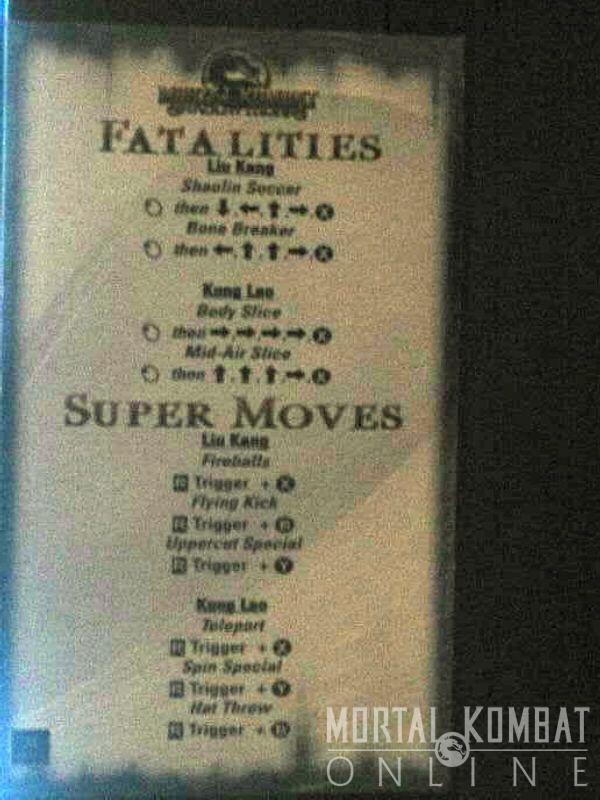 FATALITIES
Liu Kang
Shaolin Soccer
then ⬇,⬅,⬆,➡,X
Bone Breaker
then ⬅,⬆,⬆,➡,X
Kung Lao
Body Slice
then ➡,➡,➡,➡,X
Mid-Air Slice
then ⬆,⬆,⬆,➡,X
SUPER MOVES
Liu Kang
Fireballs
R Trigger + X
Flying Kick
R Trigger + B
Uppercut Special
R Trigger + Y
Kung Lao
Teleport
R Trigger + X
Spin Special
R Trigger + Y
Hat Throw
R Trigger + B
MORTAL KOMBAT
ONLINE